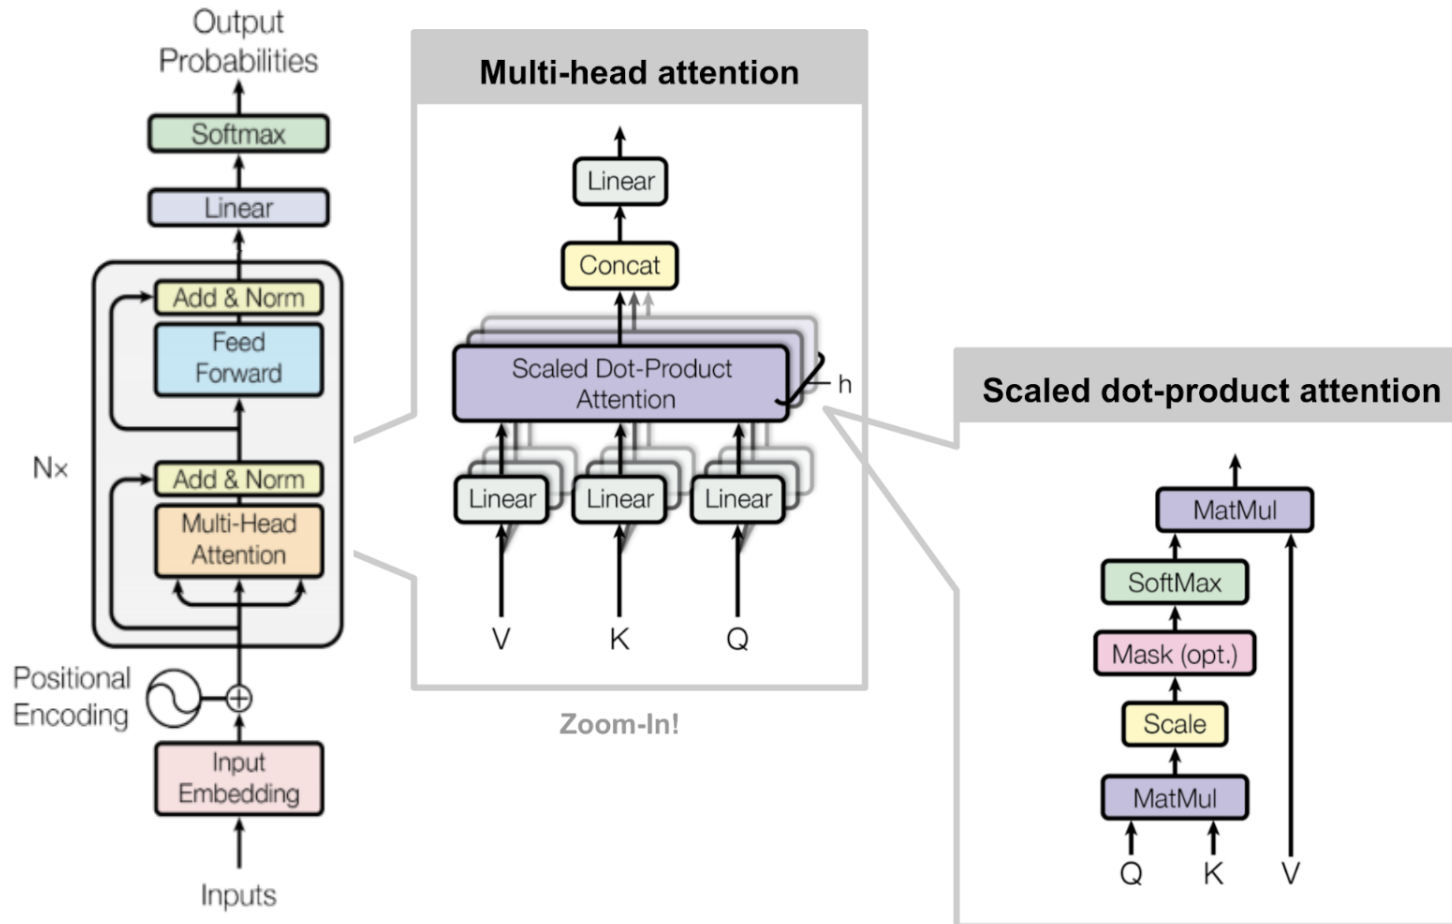 Output
Probabilities
Softmax
Linear
Add & Norm
Feed
Forward
Nx
Add & Norm
Multi-Head
Attention
Positional
Encoding
Input
Embedding
Inputs
Multi-head attention
Linear
Concat
Scaled Dot-Product
Attention
h
Linear Linear Linear
V K Q
Zoom-In!
Scaled dot-product attention
MatMul
SoftMax
Mask (opt.)
Scale
MatMul
Q K V